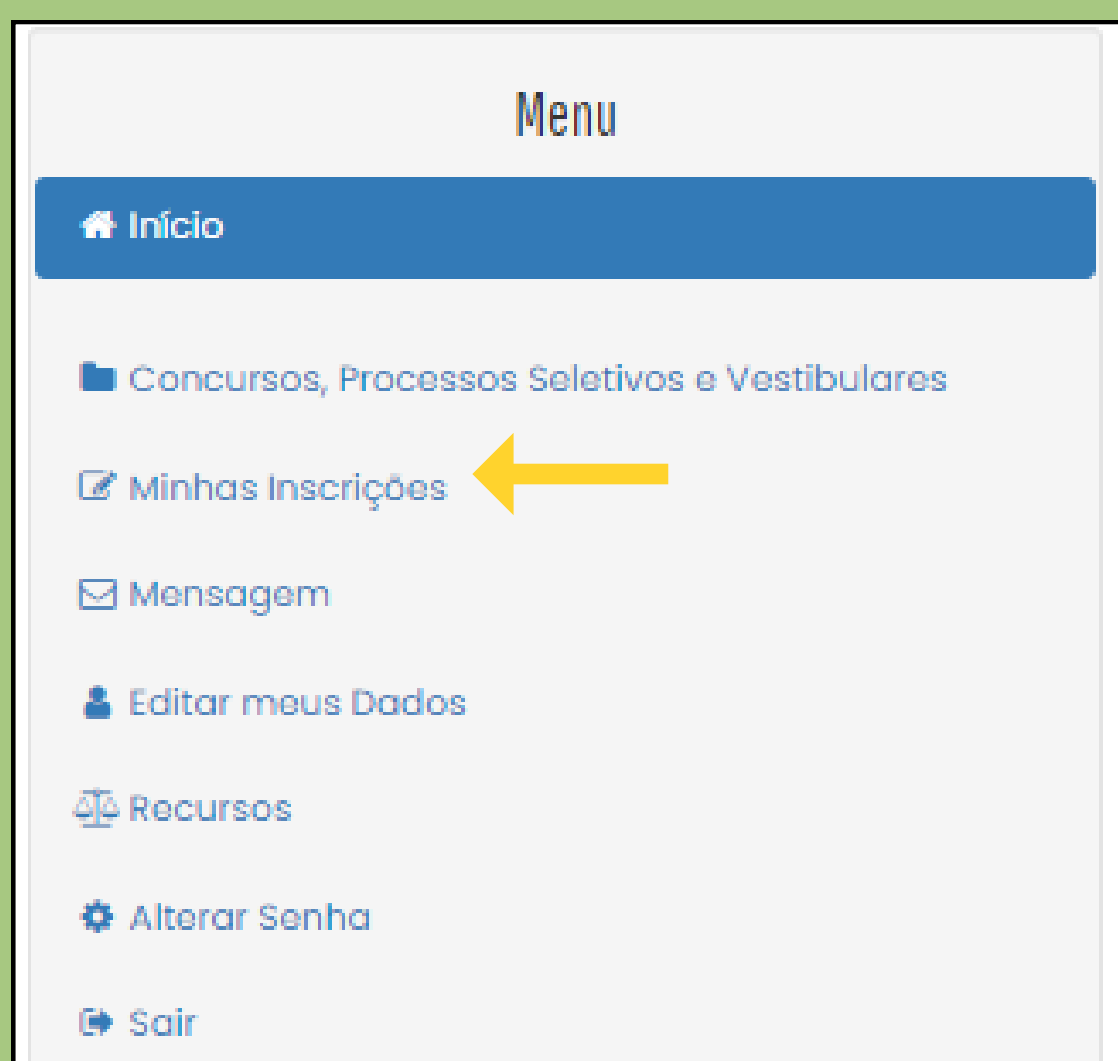 Menu
Início
Concursos, Processos Seletivos e Vestibulares
Minhas Inscrições
Mensagem
Editar meus Dados
Recursos
Alterar Senha
Sair